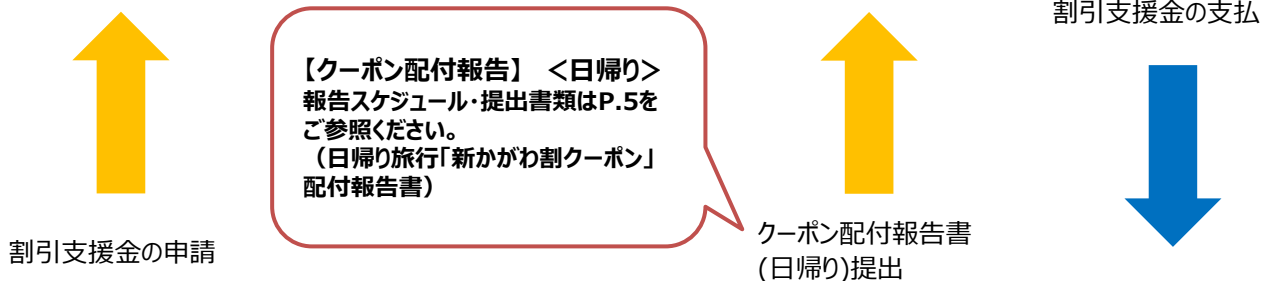 割引支援金の支払
【クーポン配付報告】 <日帰り>
報告スケジュール・提出書類はP.5を
ご参照ください。
(日帰り旅行「新かがわ割クーポン」
配付報告書)
割引支援金の申請
クーポン配付報告書
(日帰り)提出